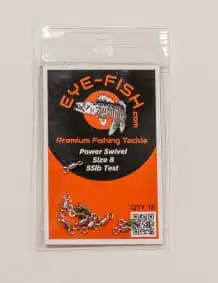 EYE-FISH
.com
Premium Fishing Tackle
Power Swivel
Size 8
55lb Test
QTY 10